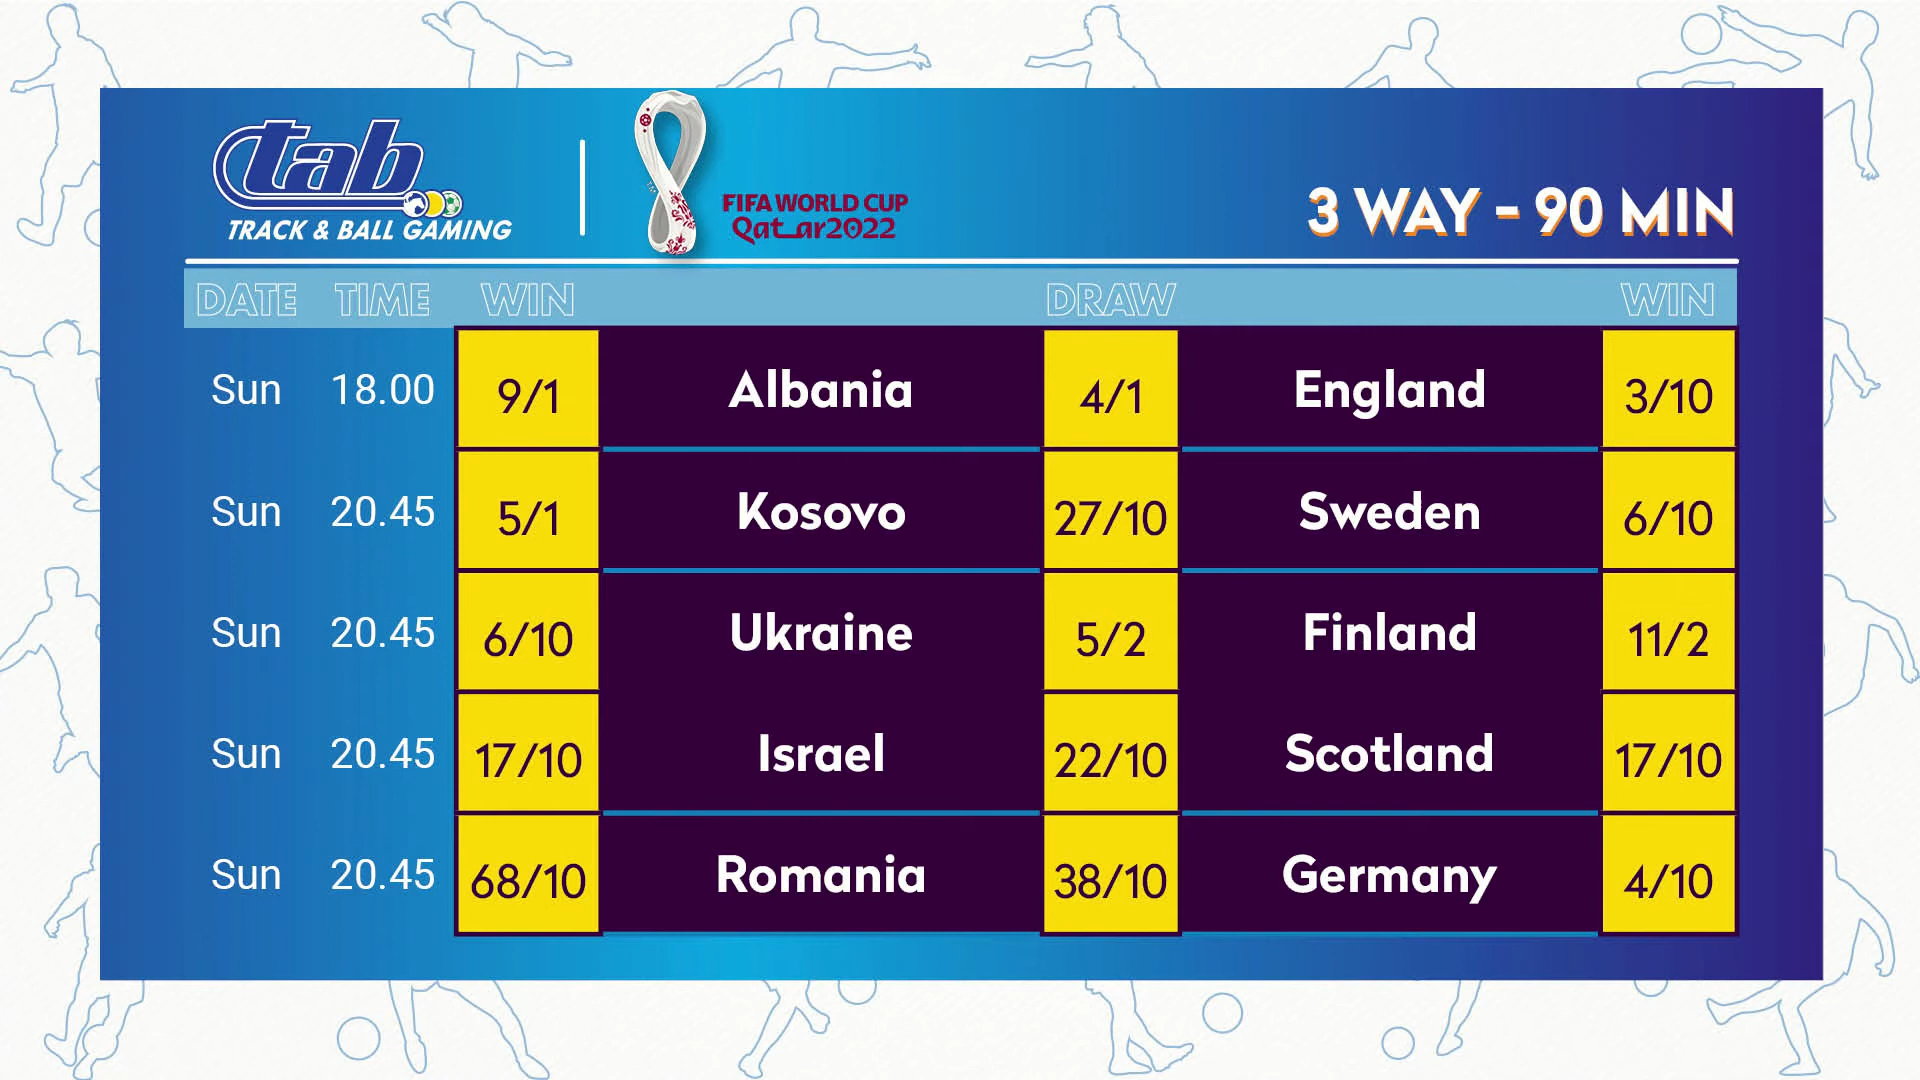 tab
TRACK & BALL GAMING
FIFA WORLD CUP
Qatar2022
3 WAY - 90 MIN
DATE TIME WIN DRAW WIN
Sun 18.00 9/1 Albania 4/1 England 3/10
Sun 20.45 5/1 Kosovo 27/10 Sweden 6/10
Sun 20.45 6/10 Ukraine 5/2 Finland 11/2
Sun 20.45 17/10 Israel 22/10 Scotland 17/10
Sun 20.45 68/10 Romania 38/10 Germany 4/10